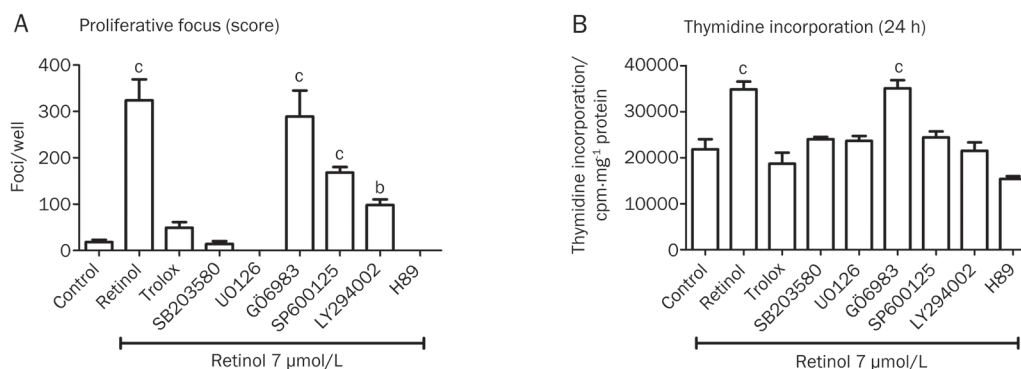 A
Proliferative focus (score)
Foci/well
400
300
200
100
0
c
c
c
b
Control
Retinol
Trolox
SB203580
U0126
GÖ6983
SP600125
LY294002
H89
Retinol 7 μmol/L
B
Thymidine incorporation (24 h)
Thymidine incorporation/
cpm·mg⁻¹ protein
40000
30000
20000
10000
0
c
c
Control
Retinol
Trolox
SB203580
U0126
GÖ6983
SP600125
LY294002
H89
Retinol 7 μmol/L